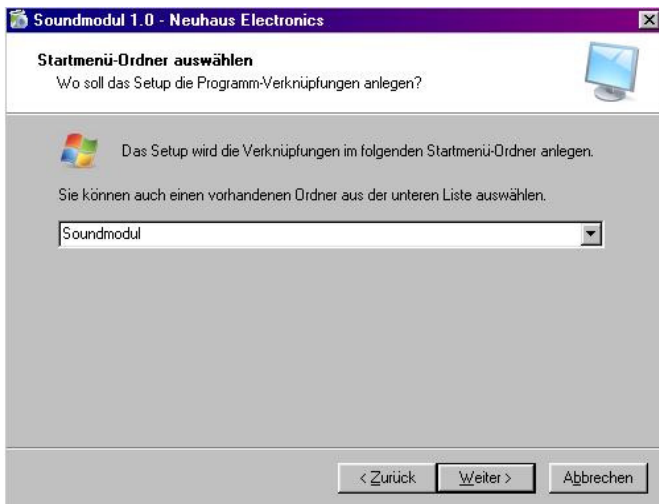 Soundmodul 1.0 - Neuhaus Electronics
Startmenü-Ordner auswählen
Wo soll das Setup die Programm-Verknüpfungen anlegen?
Das Setup wird die Verknüpfungen im folgenden Startmenü-Ordner anlegen.
Sie können auch einen vorhandenen Ordner aus der unteren Liste auswählen.
Soundmodul
< Zurück Weiter > Abbrechen